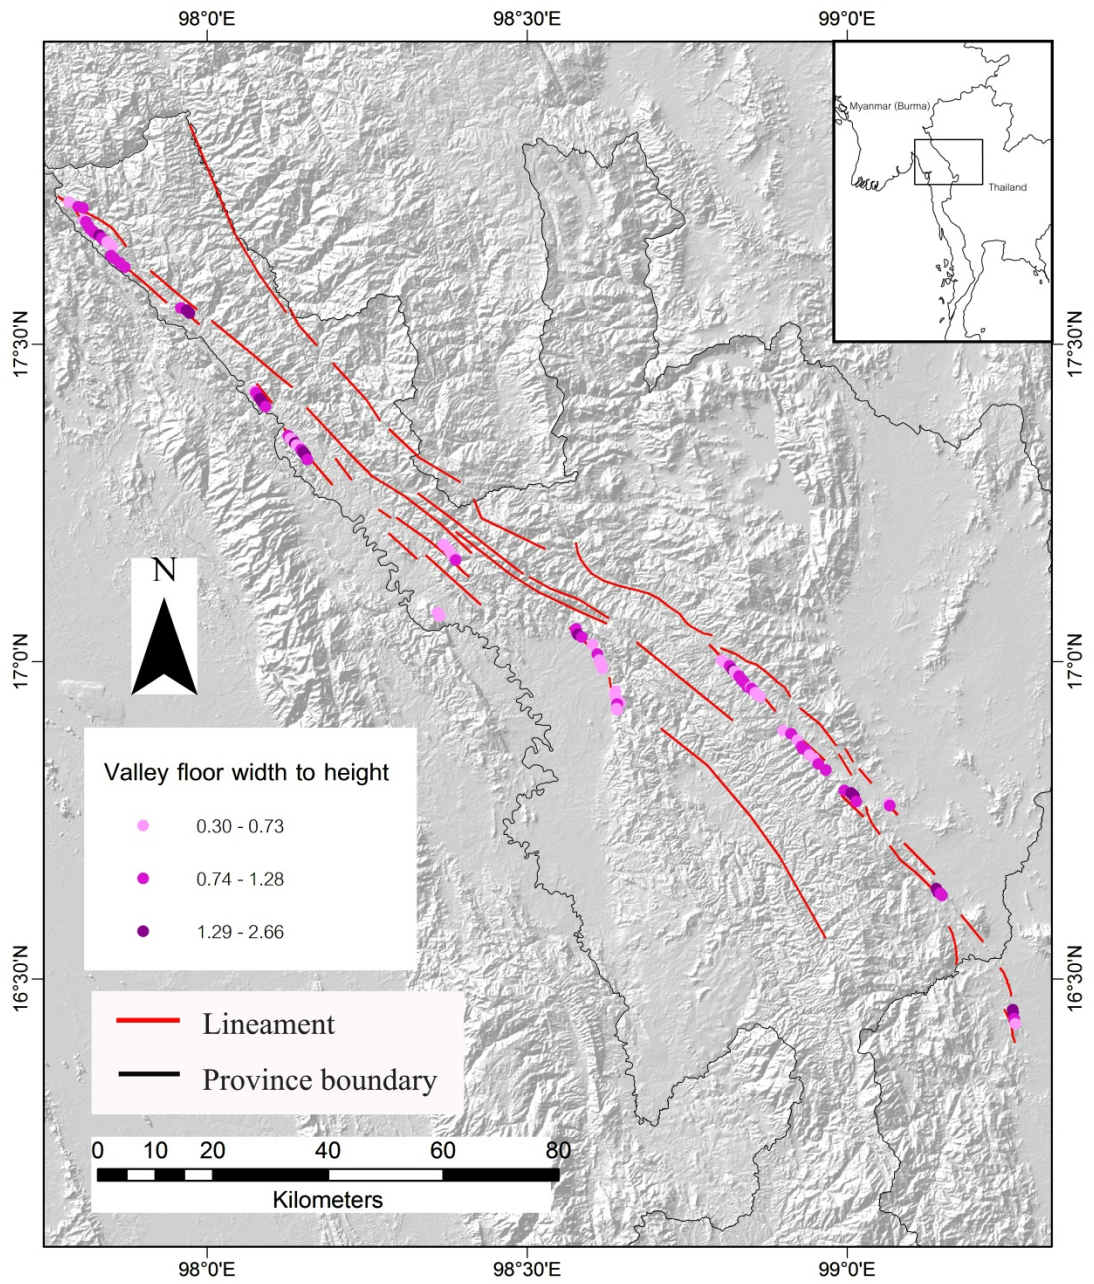 98°0'E 98°30'E 99°0'E
Myanmar (Burma)
Thailand
17°30'N 17°30'N
N
17°0'N 17°0'N
Valley floor width to height
0.30 - 0.73
0.74 - 1.28
1.29 - 2.66
16°30'N 16°30'N
Lineament
Province boundary
0 10 20 40 60 80
Kilometers
98°0'E 98°30'E 99°0'E